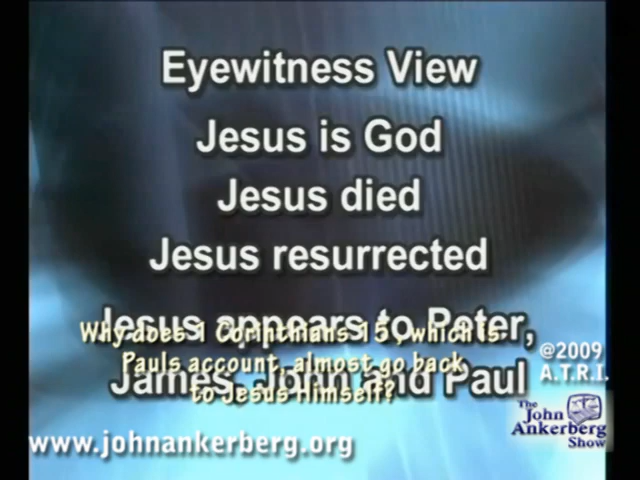 Eyewitness View
Jesus is God
Jesus died
Jesus resurrected
Jesus appears to Peter,
James, John and Paul
Why does 1 Corinthians 15, which is
Pauls account, almost go back
to Jesus Himself?
@2009
A.T.R.I.
The
John
Ankerberg
Show
www.johnankerberg.org